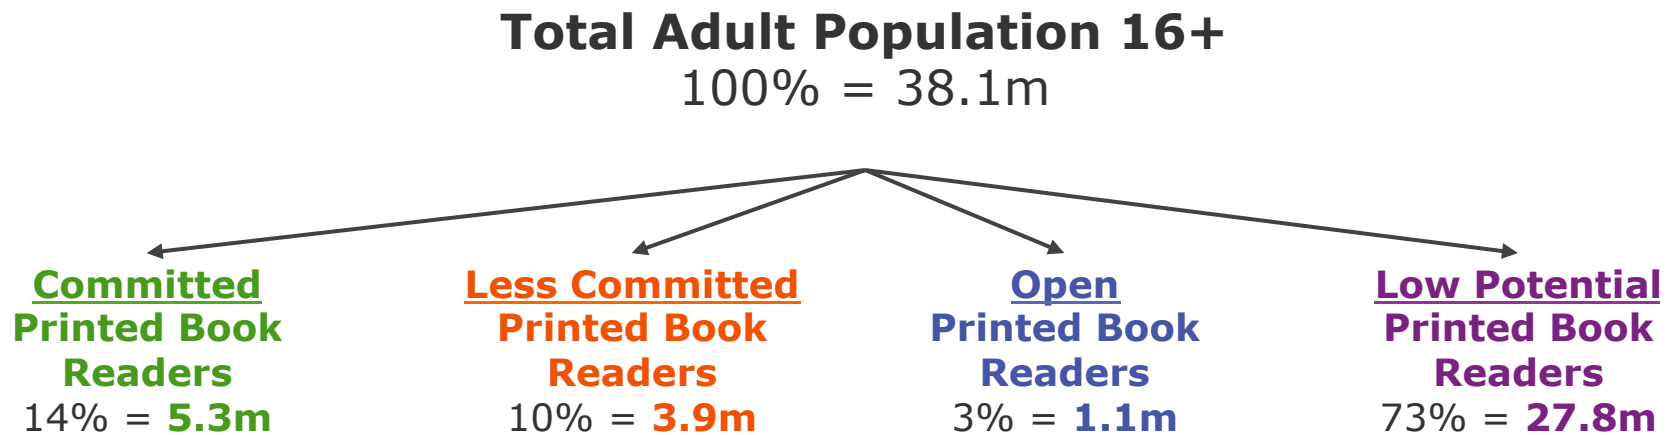 Total Adult Population 16+
100% = 38.1m
Committed
Printed Book
Readers
14% = 5.3m
Less Committed
Printed Book
Readers
10% = 3.9m
Open
Printed Book
Readers
3% = 1.1m
Low Potential
Printed Book
Readers
73% = 27.8m